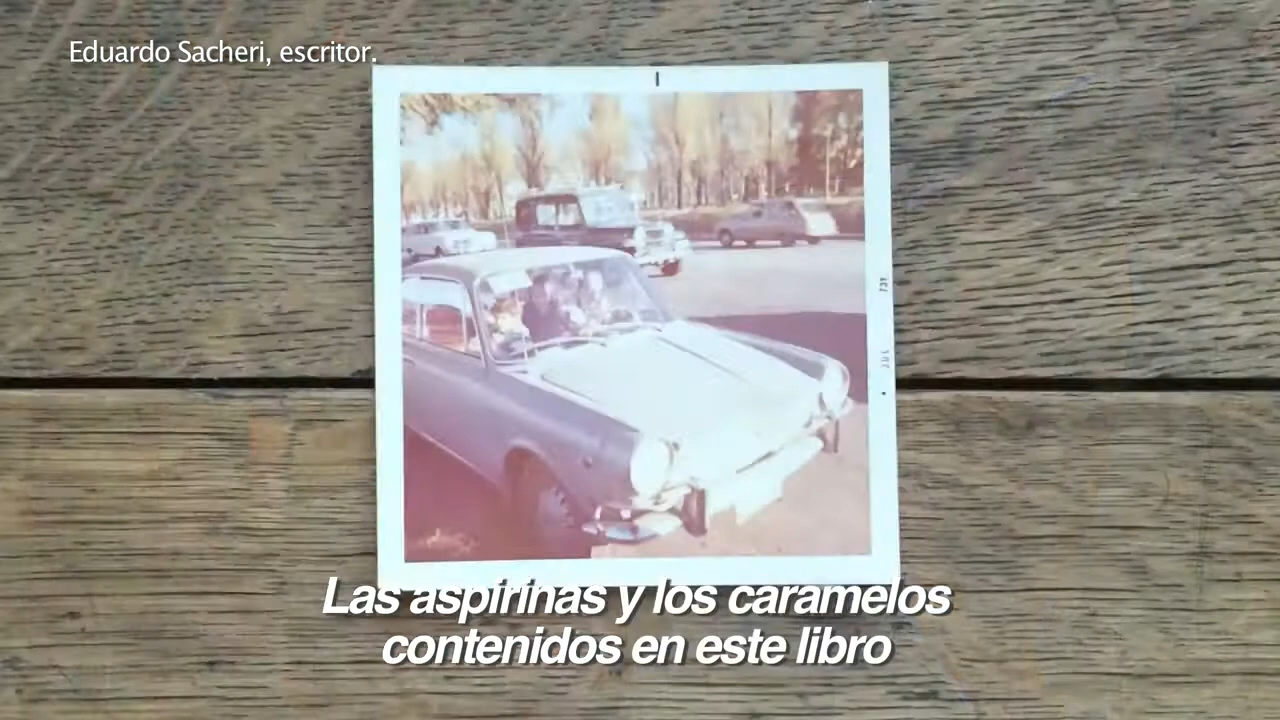 Eduardo Sacheri, escritor.
Las aspirinas y los caramelos
contenidos en este libro